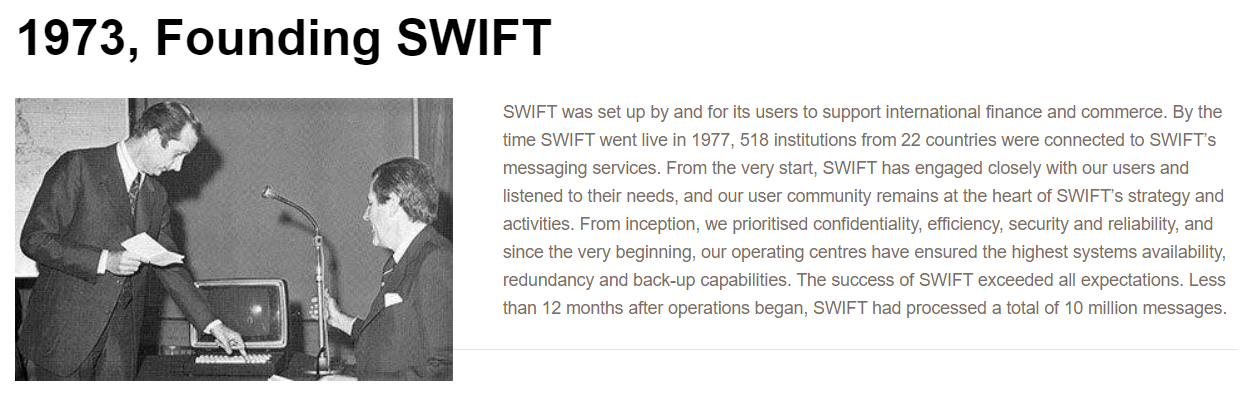 1973, Founding SWIFT
SWIFT was set up by and for its users to support international finance and commerce. By the
time SWIFT went live in 1977, 518 institutions from 22 countries were connected to SWIFT’s
messaging services. From the very start, SWIFT has engaged closely with our users and
listened to their needs, and our user community remains at the heart of SWIFT’s strategy and
activities. From inception, we prioritised confidentiality, efficiency, security and reliability, and
since the very beginning, our operating centres have ensured the highest systems availability,
redundancy and back-up capabilities. The success of SWIFT exceeded all expectations. Less
than 12 months after operations began, SWIFT had processed a total of 10 million messages.